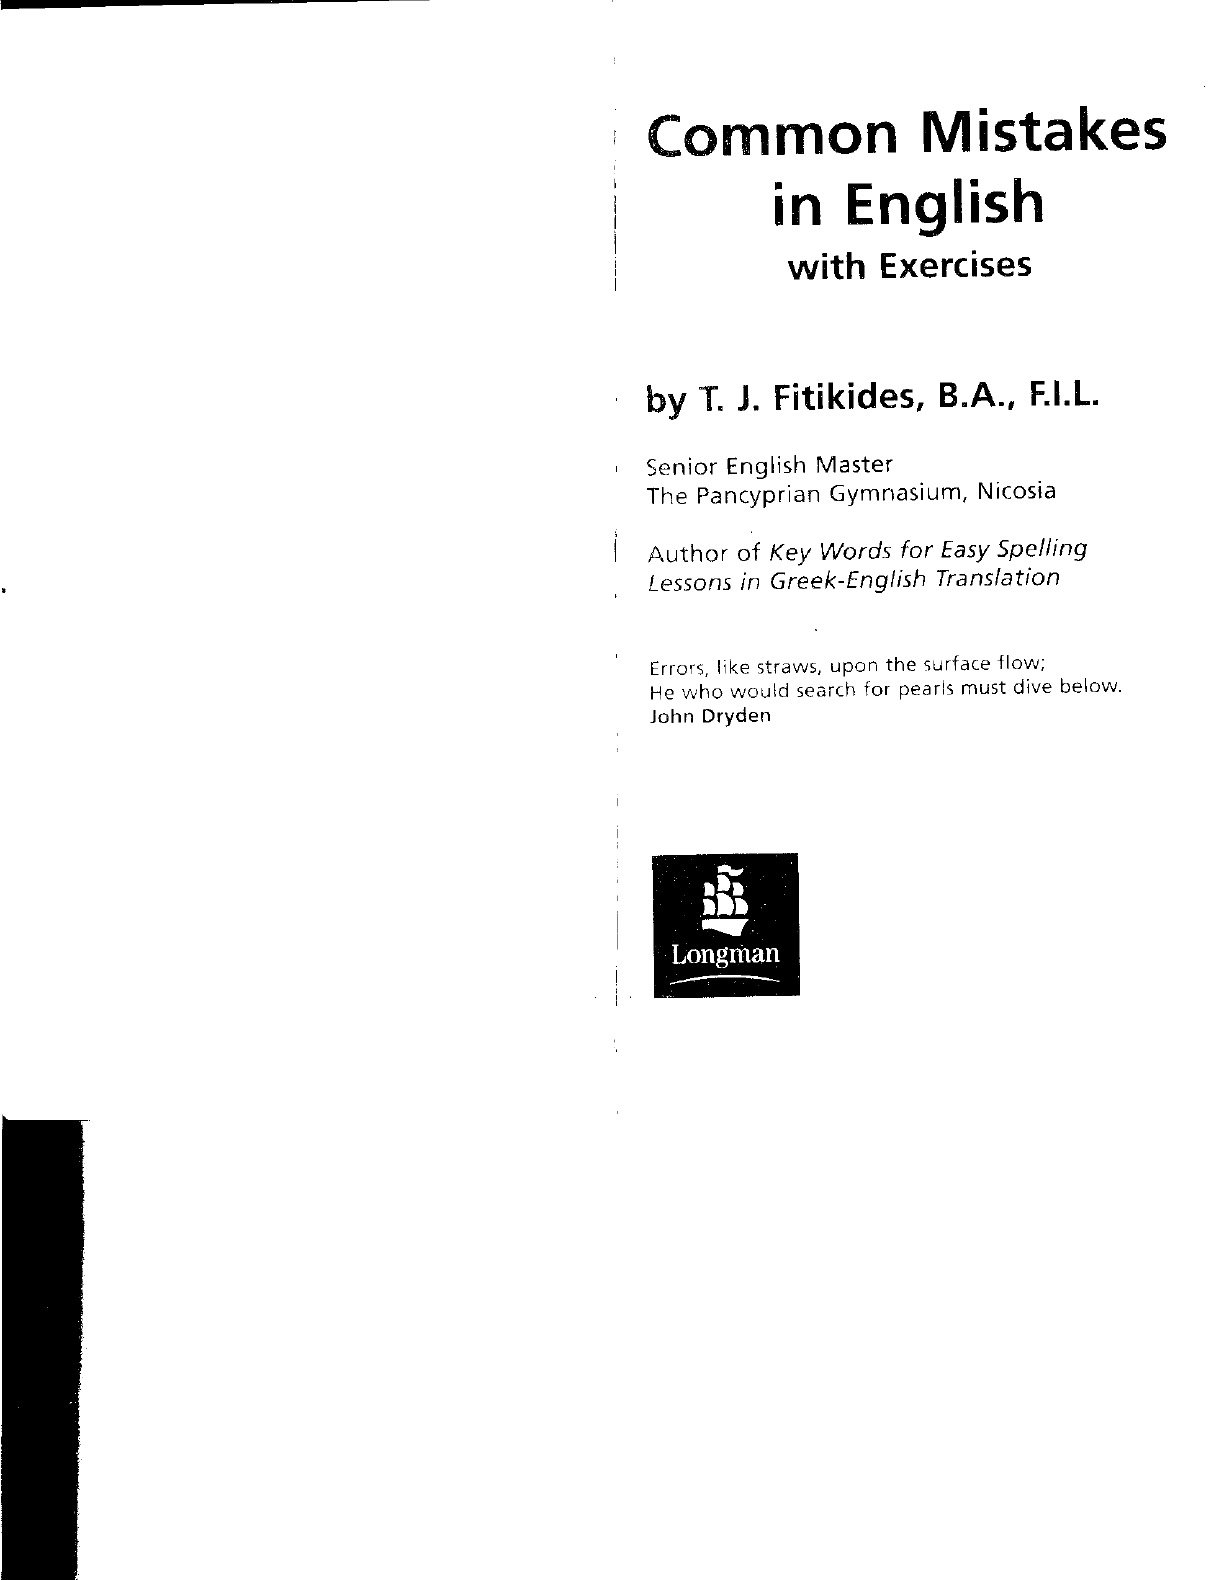 Common Mistakes
in English
with Exercises
by T. J. Fitikides, B.A., F.I.L.
Senior English Master
The Pancyprian Gymnasium, Nicosia
Author of Key Words for Easy Spelling
Lessons in Greek-English Translation
Errors, like straws, upon the surface flow;
He who would search for pearls must dive below.
John Dryden
Longman